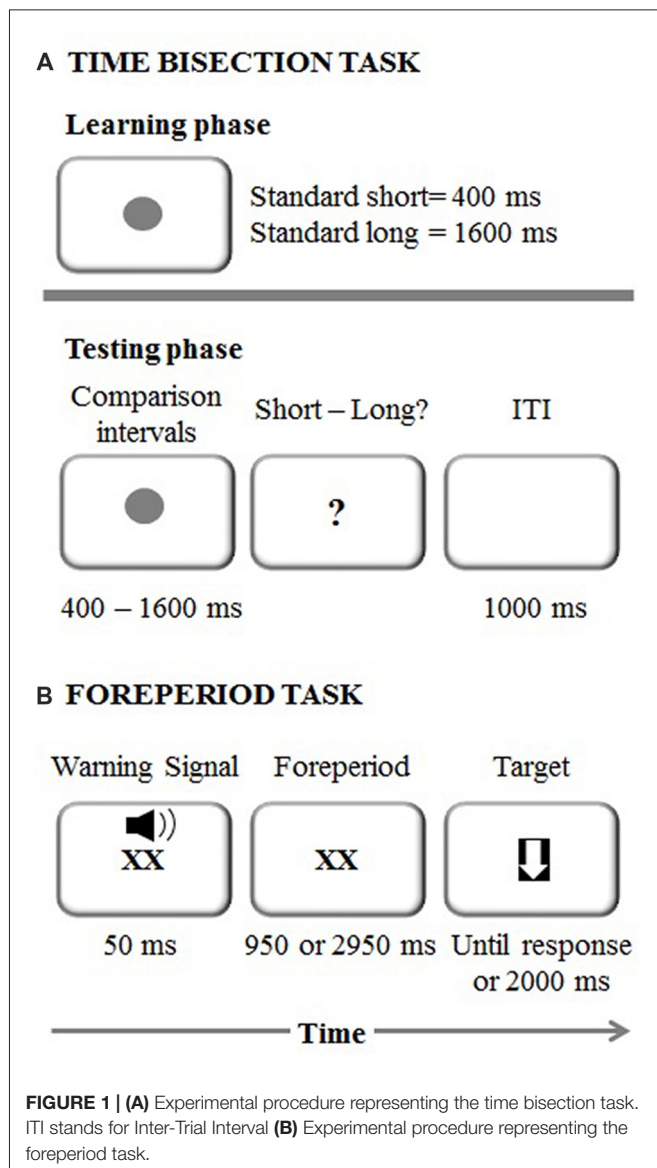 A TIME BISECTION TASK
Learning phase
Standard short= 400 ms
Standard long = 1600 ms
Testing phase
Comparison intervals
Short – Long?
ITI
?
400 – 1600 ms
1000 ms
B FOREPERIOD TASK
Warning Signal
Foreperiod
Target
XX
XX
50 ms
950 or 2950 ms
Until response
or 2000 ms
Time
FIGURE 1 | (A) Experimental procedure representing the time bisection task.
ITI stands for Inter-Trial Interval (B) Experimental procedure representing the
foreperiod task.